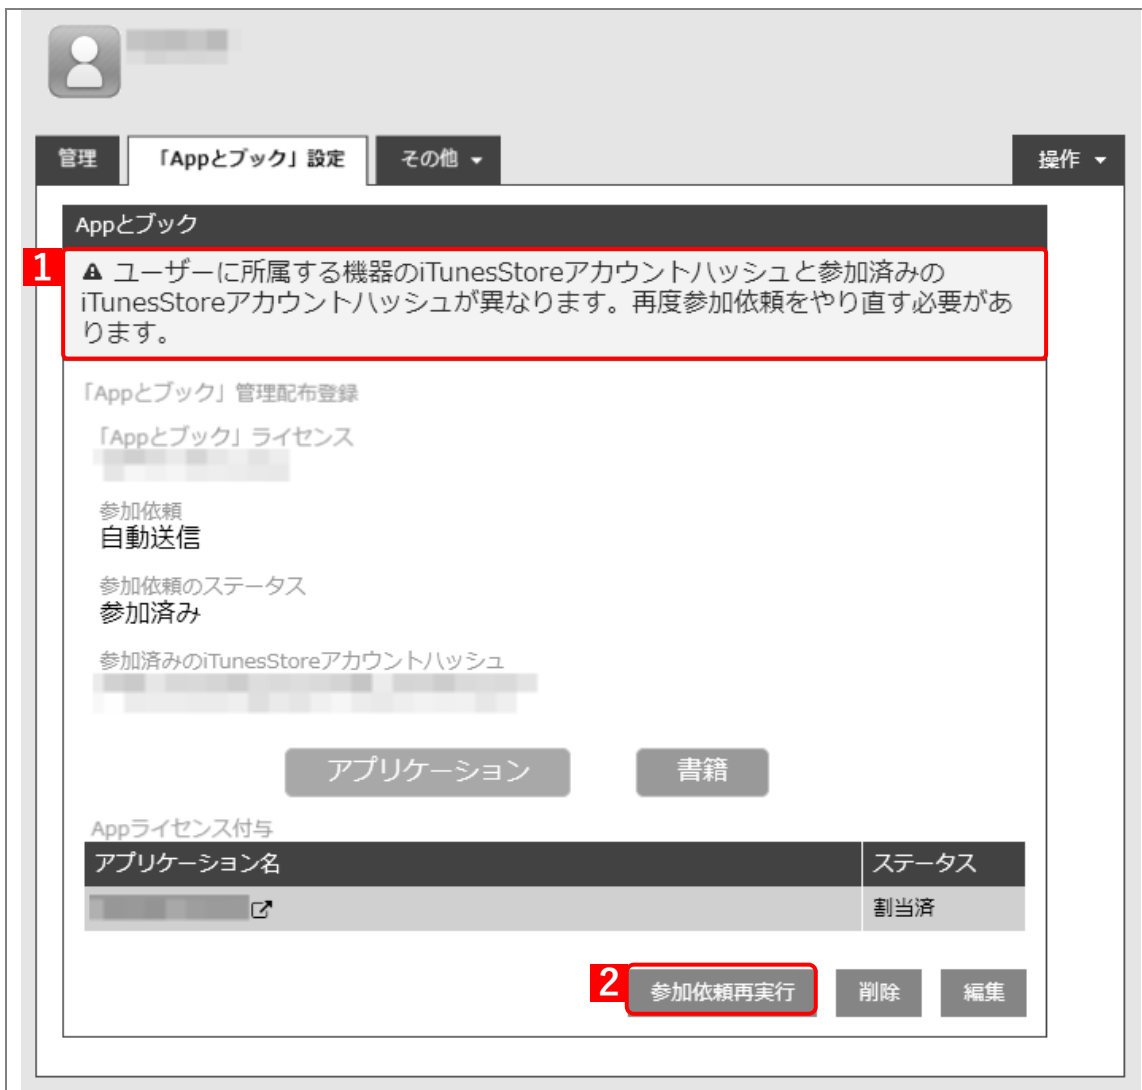 管理
「Appとブック」設定
その他
操作
Appとブック
1
ユーザーに所属する機器のiTunesStoreアカウントハッシュと参加済みの
iTunesStoreアカウントハッシュが異なります。再度参加依頼をやり直す必要があ
ります。
「Appとブック」管理配布登録
「Appとブック」ライセンス
参加依頼
自動送信
参加依頼のステータス
参加済み
参加済みのiTunesStoreアカウントハッシュ
アプリケーション
書籍
Appライセンス付与
アプリケーション名
ステータス
割当済
2
参加依頼再実行
削除
編集